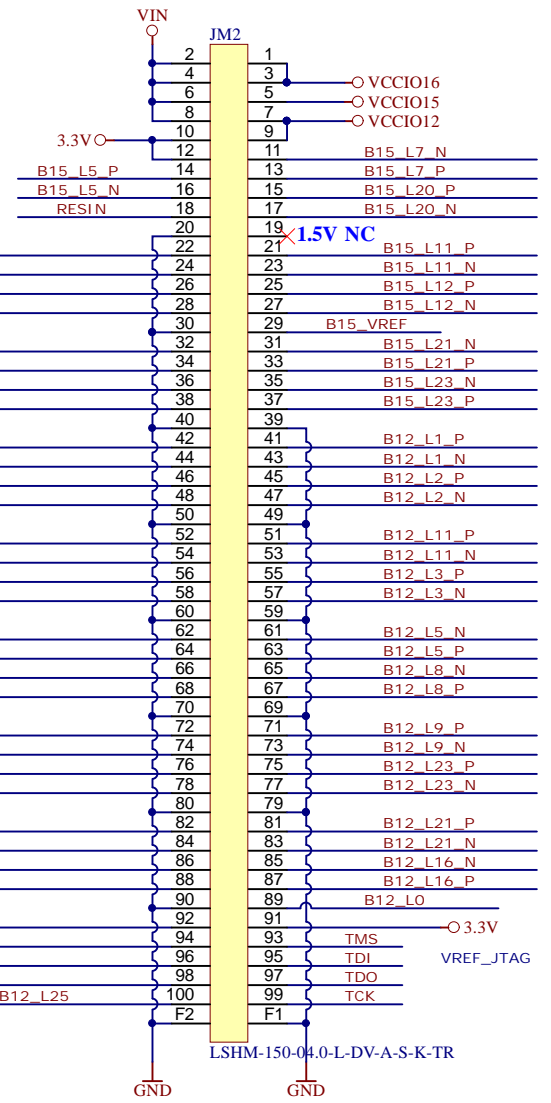 VIN
JM2
2 1
4 3 VCCIO16
6 5 VCCIO15
8 7 VCCIO12
3.3V 10 9
12 11 B15_L7_N
B15_L5_P 14 13 B15_L7_P
B15_L5_N 16 15 B15_L20_P
RESIN 18 17 B15_L20_N
20 19 1.5V NC
22 21 B15_L11_P
24 23 B15_L11_N
26 25 B15_L12_P
28 27 B15_L12_N
30 29 B15_VREF
32 31 B15_L21_N
34 33 B15_L21_P
36 35 B15_L23_N
38 37 B15_L23_P
40 39
42 41 B12_L1_P
44 43 B12_L1_N
46 45 B12_L2_P
48 47 B12_L2_N
50 49
52 51 B12_L11_P
54 53 B12_L11_N
56 55 B12_L3_P
58 57 B12_L3_N
60 59
62 61 B12_L5_N
64 63 B12_L5_P
66 65 B12_L8_N
68 67 B12_L8_P
70 69
72 71 B12_L9_P
74 73 B12_L9_N
76 75 B12_L23_P
78 77 B12_L23_N
80 79
82 81 B12_L21_P
84 83 B12_L21_N
86 85 B12_L16_N
88 87 B12_L16_P
90 89 B12_L0
92 91 3.3V
94 93 TMS
96 95 TDI VREF_JTAG
98 97 TDO
B12_L25 100 99 TCK
F2 F1
LSHM-150-04.0-L-DV-A-S-K-TR
GND GND